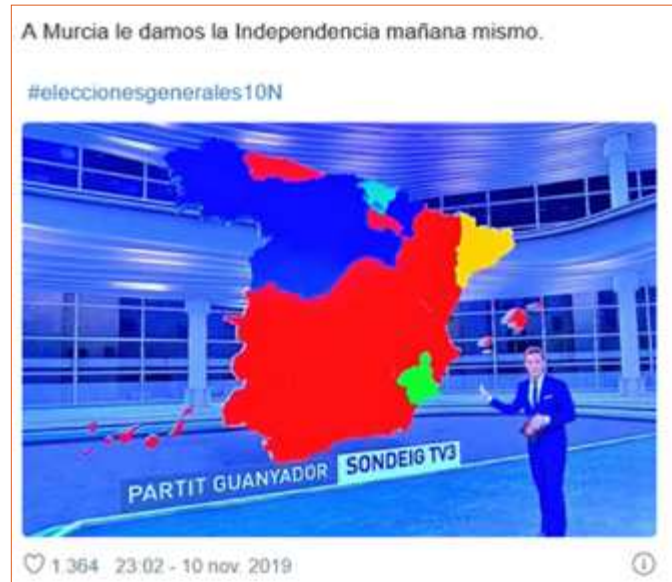 A Murcia le damos la Independencia mañana mismo.
#eleccionesgenerales10N
PARTIT GUANYADOR SONDEIG TV3
1.364 23:02 - 10 nov. 2019